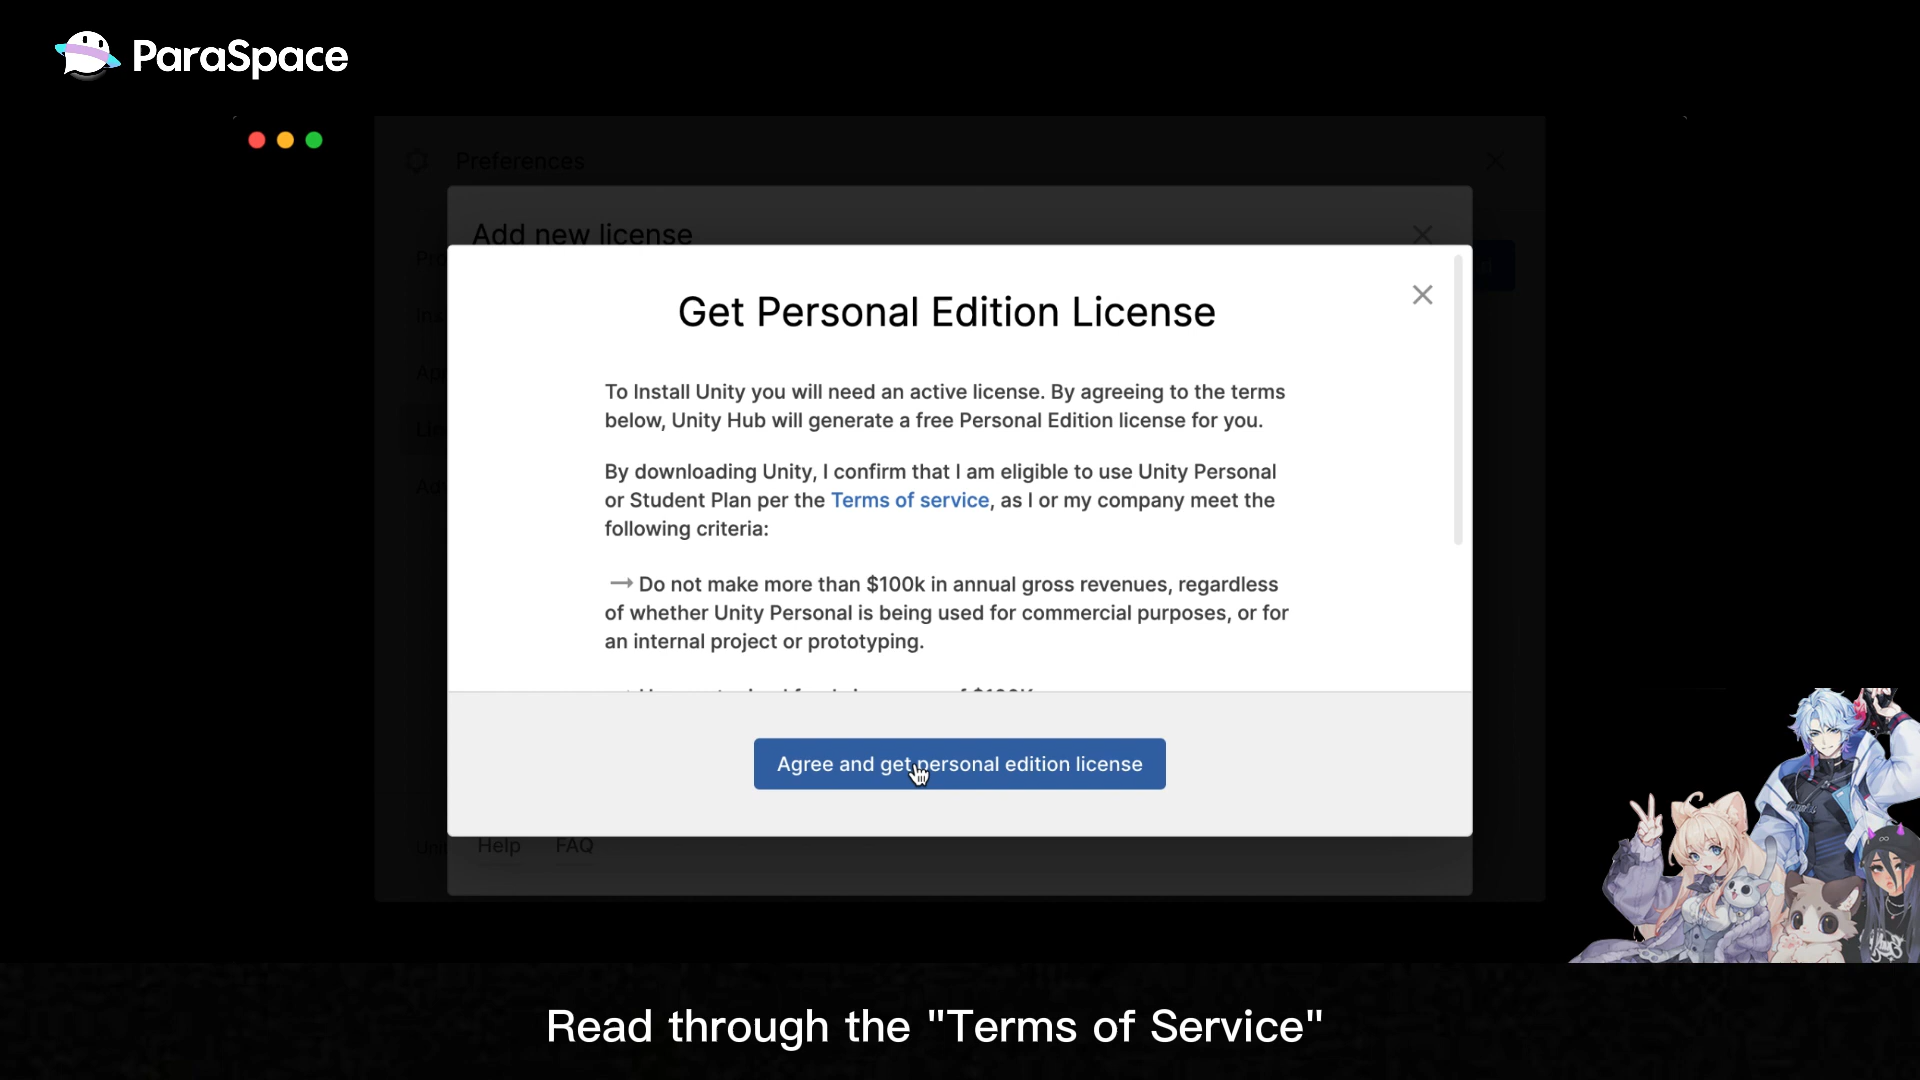 ParaSpace
Preferences
Add new license
Get Personal Edition License
To Install Unity you will need an active license. By agreeing to the terms
below, Unity Hub will generate a free Personal Edition license for you.
By downloading Unity, I confirm that I am eligible to use Unity Personal
or Student Plan per the Terms of service, as I or my company meet the
following criteria:
→ Do not make more than $100k in annual gross revenues, regardless
of whether Unity Personal is being used for commercial purposes, or for
an internal project or prototyping.
Agree and get personal edition license
Help FAQ
Read through the "Terms of Service"